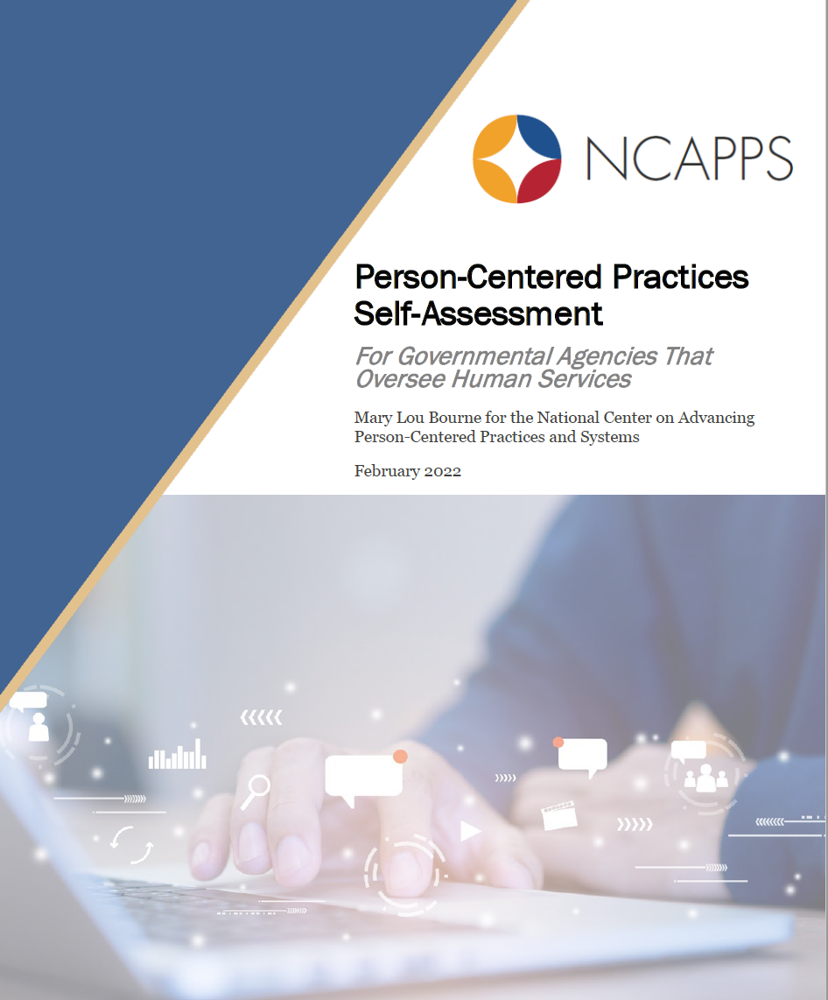 NCAPPS
Person-Centered Practices
Self-Assessment
For Governmental Agencies That
Oversee Human Services
Mary Lou Bourne for the National Center on Advancing
Person-Centered Practices and Systems
February 2022